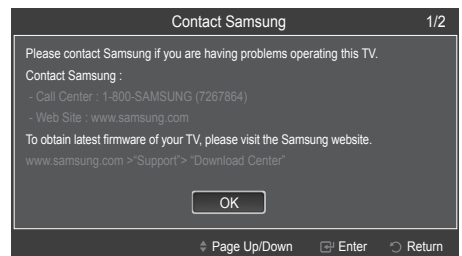 Contact Samsung 1/2
Please contact Samsung if you are having problems operating this TV.
Contact Samsung :
- Call Center : 1-800-SAMSUNG (7267864)
- Web Site : www.samsung.com
To obtain latest firmware of your TV, please visit the Samsung website.
www.samsung.com >“Support”> “Download Center”
OK
Page Up/Down Enter Return